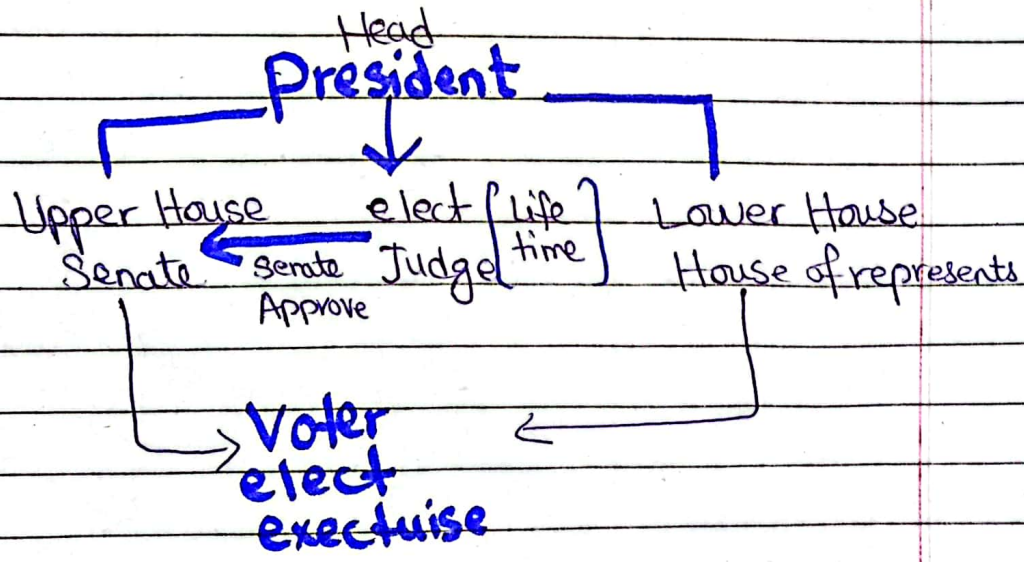 Head
President
Upper House elect [Life time] Lower House
Senate Senate Judge House of represents
Approve
Voter
elect
exectuise